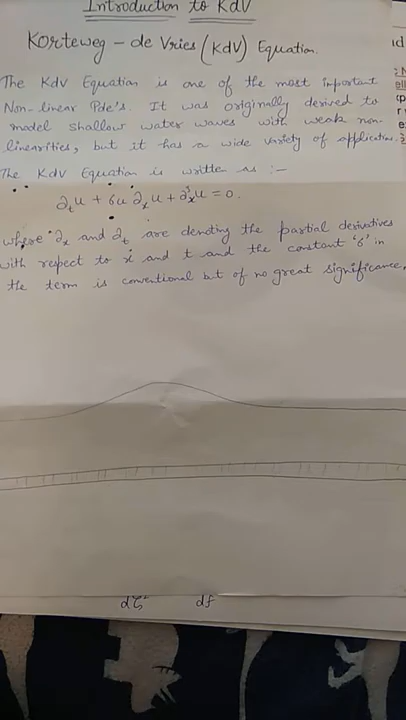 Introduction to KdV
Korteweg - de Vries (KdV) Equation.
The Kdv Equation is one of the most important
Non-linear Pde's. It was originally derived to
model shallow water waves with weak non-
linearities, but it has a wide variety of application.
The KdV Equation is written as :-
∂ₜu + 6u ∂ₓu + ∂ₓ³u = 0.
where ∂ₓ and ∂ₜ are denoting the partial derivatives
with respect to x and t and the constant '6' in
the term is conventional but of no great significance.
dζ df